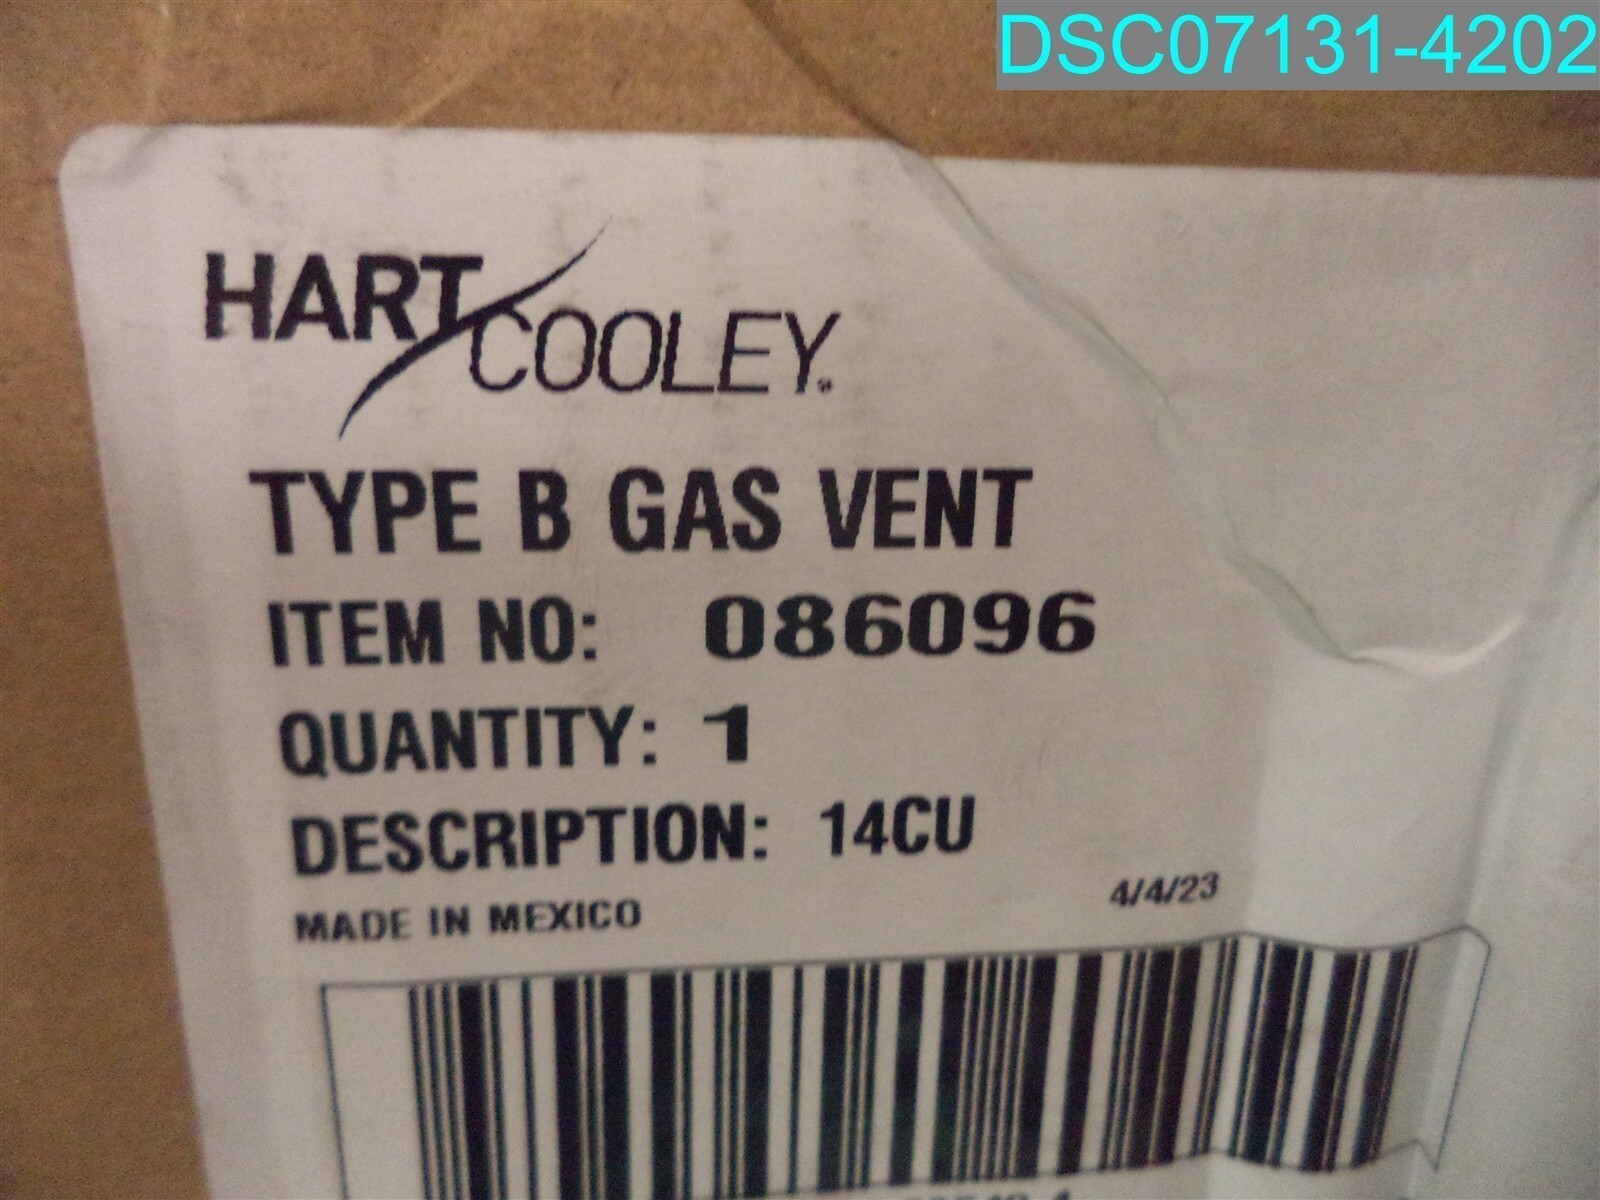 DSC07131-4202
HART
COOLEY
TYPE B GAS VENT
ITEM NO: 086096
QUANTITY: 1
DESCRIPTION: 14CU
MADE IN MEXICO
4/4/23